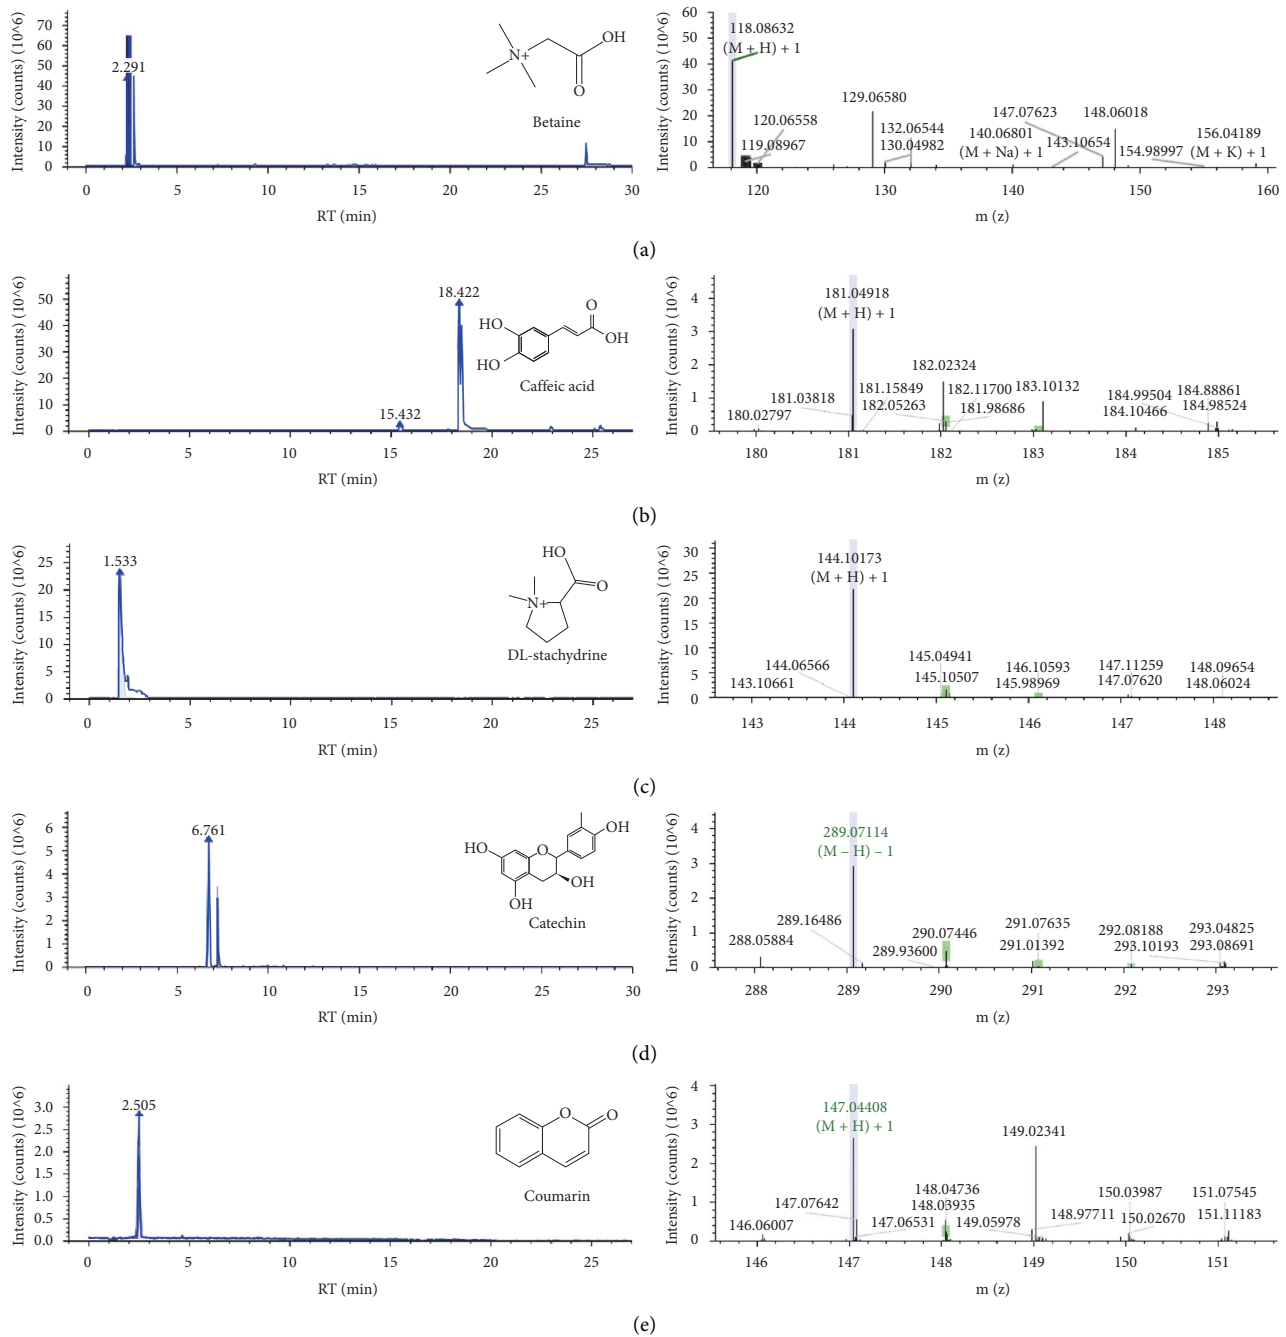 Intensity (counts) (10^6)
70
60
50
40
30
20
10
0
2.291
0 5 10 15 20 25 30
RT (min)
N+
OH
O
Betaine
Intensity (counts) (10^6)
60
50
40
30
20
10
0
118.08632
(M + H) + 1
120.06558
119.08967
129.06580
132.06544
130.04982
147.07623
140.06801
(M + Na) + 1
143.10654
148.06018
154.98997
156.04189
(M + K) + 1
120 130 140 150 160
m (z)
(a)
Intensity (counts) (10^6)
50
40
30
20
10
0
15.432
18.422
0 5 10 15 20 25
RT (min)
HO
HO
O
OH
Caffeic acid
Intensity (counts) (10^6)
4
3
2
1
0
181.04918
(M + H) + 1
180.02797
181.03818
181.15849
182.05263
182.02324
182.11700
181.98686
183.10132
184.99504
184.10466
184.88861
184.98524
180 181 182 183 184 185
m (z)
(b)
Intensity (counts) (10^6)
25
20
15
10
5
0
1.533
0 5 10 15 20 25
RT (min)
HO
O
N+
DL-stachydrine
Intensity (counts) (10^6)
30
25
20
15
10
5
0
144.10173
(M + H) + 1
144.06566
143.10661
145.04941
145.10507
146.10593
145.98969
147.11259
147.07620
148.09654
148.06024
143 144 145 146 147 148
m (z)
(c)
Intensity (counts) (10^6)
6
5
4
3
2
1
0
6.761
0 5 10 15 20 25 30
RT (min)
HO
O
OH
OH
OH
Catechin
Intensity (counts) (10^6)
4
3
2
1
0
289.07114
(M – H) – 1
288.05884
289.16486
289.93600
290.07446
291.07635
291.01392
292.08188
293.10193
293.04825
293.08691
288 289 290 291 292 293
m (z)
(d)
Intensity (counts) (10^6)
3.0
2.5
2.0
1.5
1.0
0.5
0.0
2.505
0 5 10 15 20 25
RT (min)
O
O
Coumarin
Intensity (counts) (10^6)
4
3
2
1
0
147.04408
(M + H) + 1
146.06007
147.07642
147.06531
148.04736
148.03935
149.05978
149.02341
148.97711
150.03987
150.02670
151.07545
151.11183
146 147 148 149 150 151
m (z)
(e)